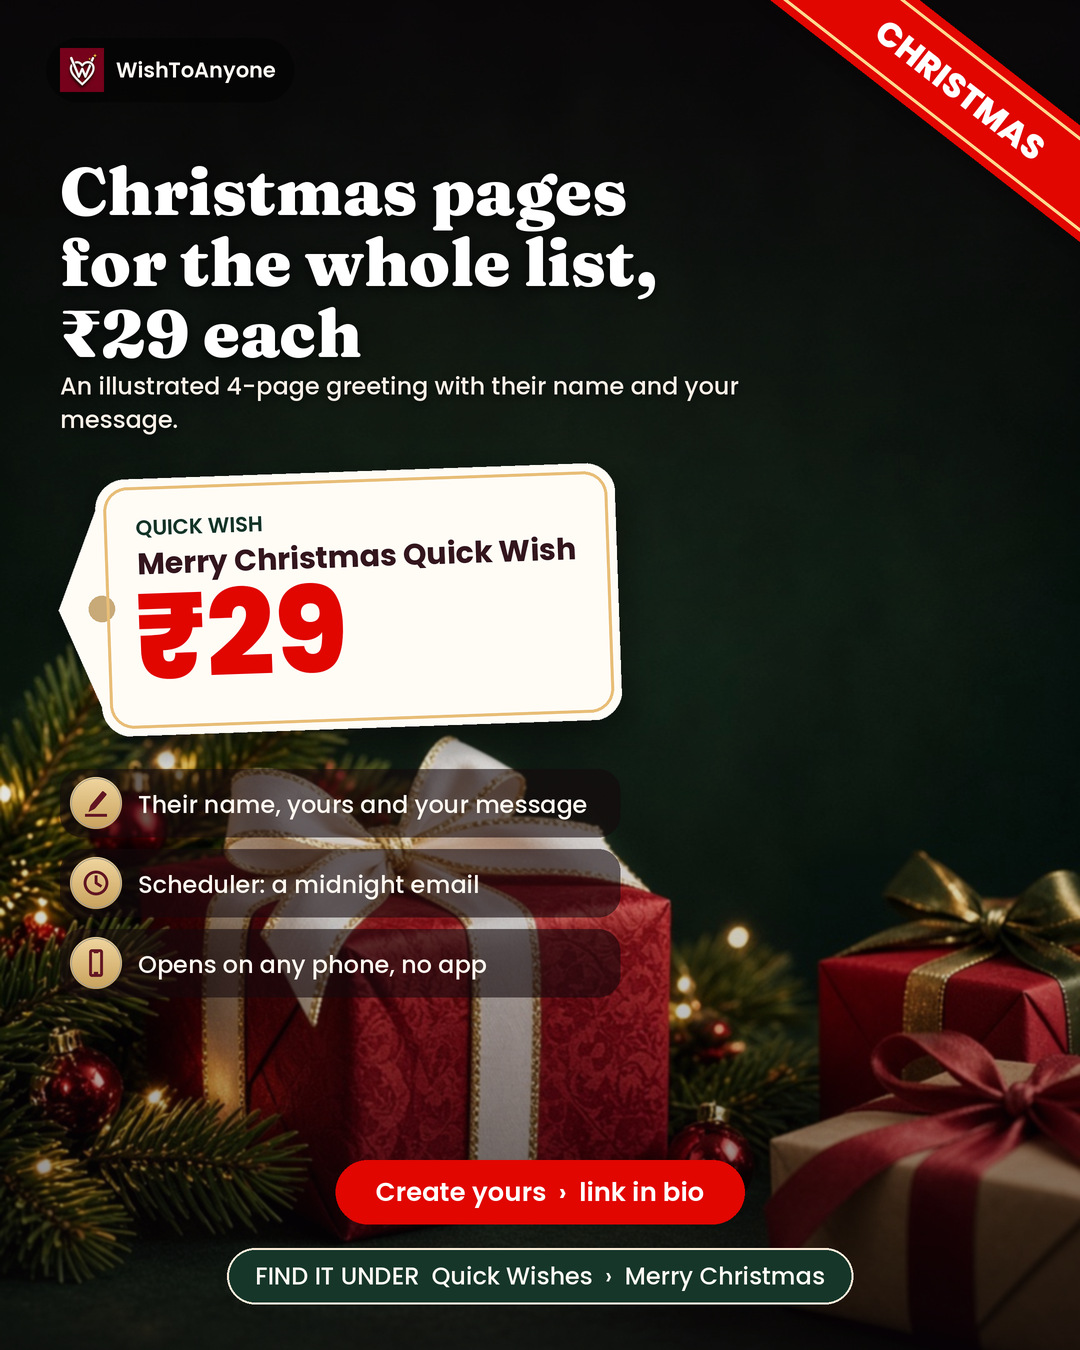 WishToAnyone
CHRISTMAS
Christmas pages
for the whole list,
₹29 each
An illustrated 4-page greeting with their name and your
message.
QUICK WISH
Merry Christmas Quick Wish
₹29
Their name, yours and your message
Scheduler: a midnight email
Opens on any phone, no app
Create yours › link in bio
FIND IT UNDER Quick Wishes › Merry Christmas